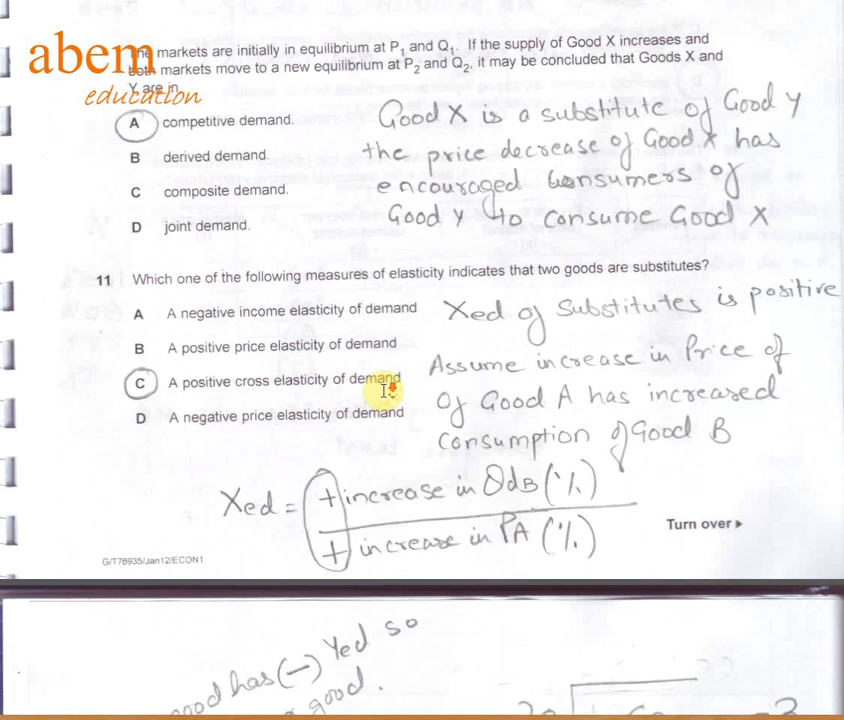 The markets are initially in equilibrium at P1 and Q1. If the supply of Good X increases and
both markets move to a new equilibrium at P2 and Q2, it may be concluded that Goods X and
Y are in
abem
education
A competitive demand.
B derived demand.
C composite demand.
D joint demand.
Good X is a substitute of Good Y
the price decrease of Good X has
encouraged consumers of
Good Y to consume Good X
11 Which one of the following measures of elasticity indicates that two goods are substitutes?
A A negative income elasticity of demand
B A positive price elasticity of demand
C A positive cross elasticity of demand
D A negative price elasticity of demand
Xed of Substitutes is positive
Assume increase in Price of
of Good A has increased
consumption of Good B
Xed = + increase in QdB (%)
+ increase in PA (%)
Turn over
G/T76935/Jan12/ECON1
good has (-) Yed so
good.